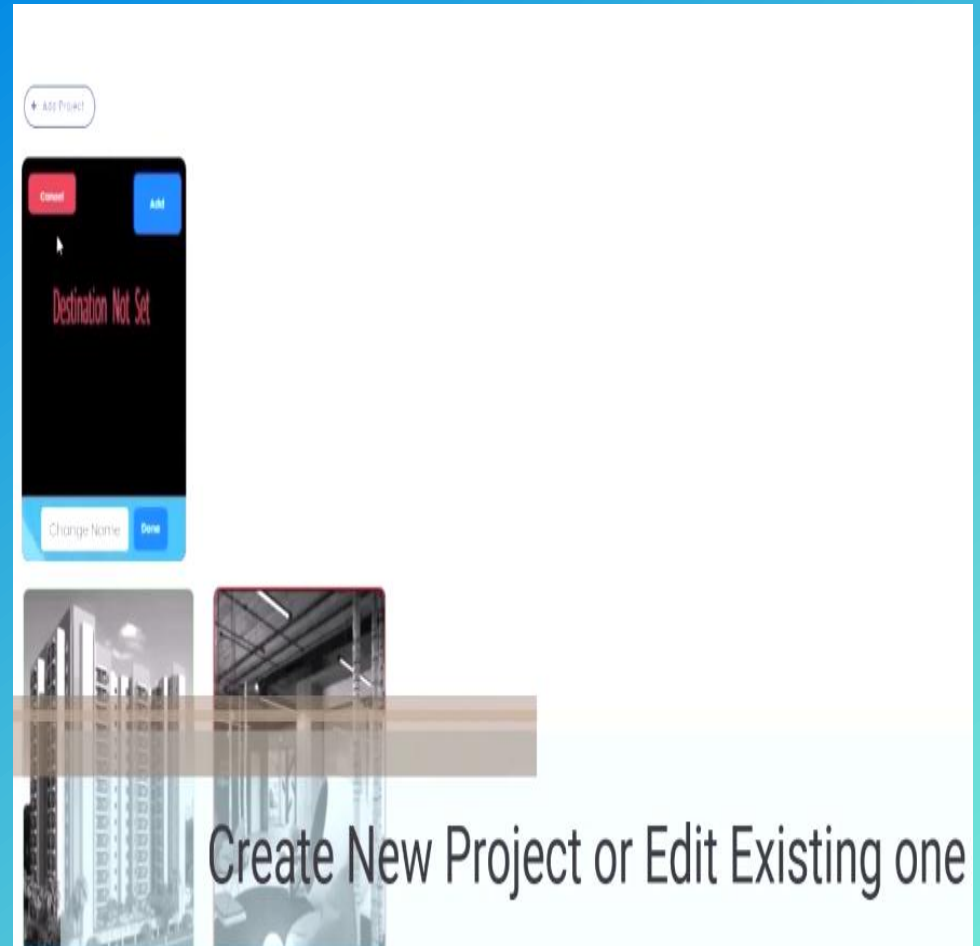 + Add Project
Cancel
Add
Destination Not Set
Change Name
Done
Create New Project or Edit Existing one